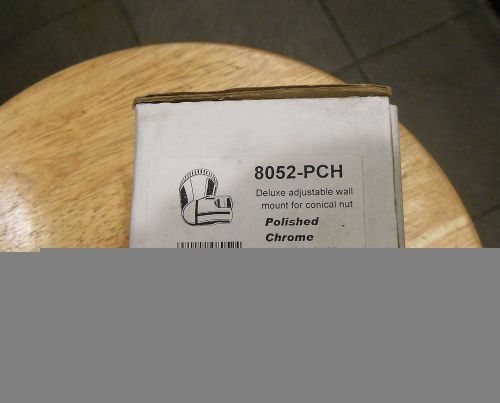 8052-PCH
Deluxe adjustable wall
mount for conical nut
Polished
Chrome